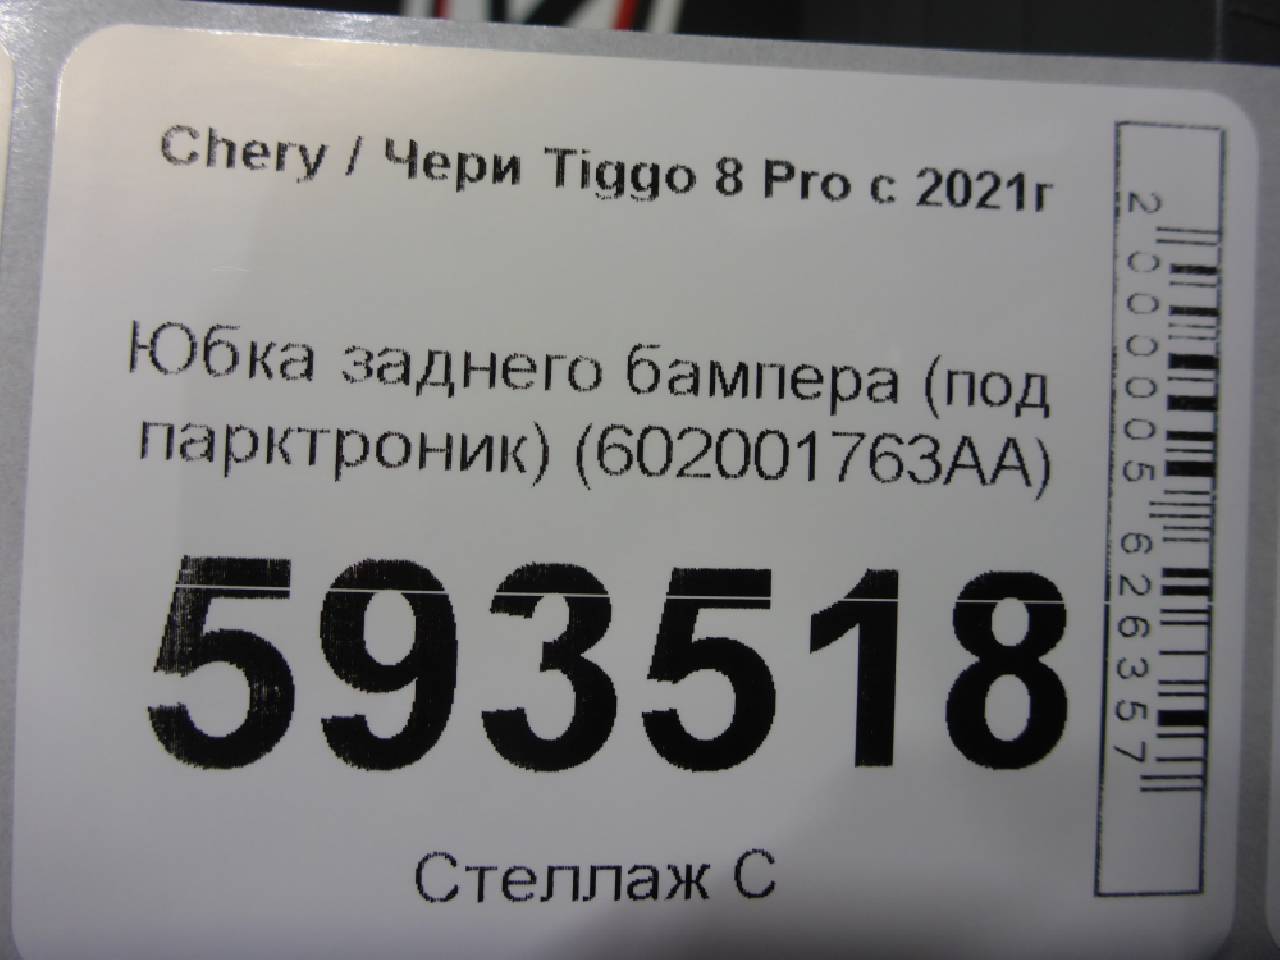 Chery / Чери Tiggo 8 Pro с 2021г
Юбка заднего бампера (под
парктроник) (602001763AA)
593518
Стеллаж С
2000005626357